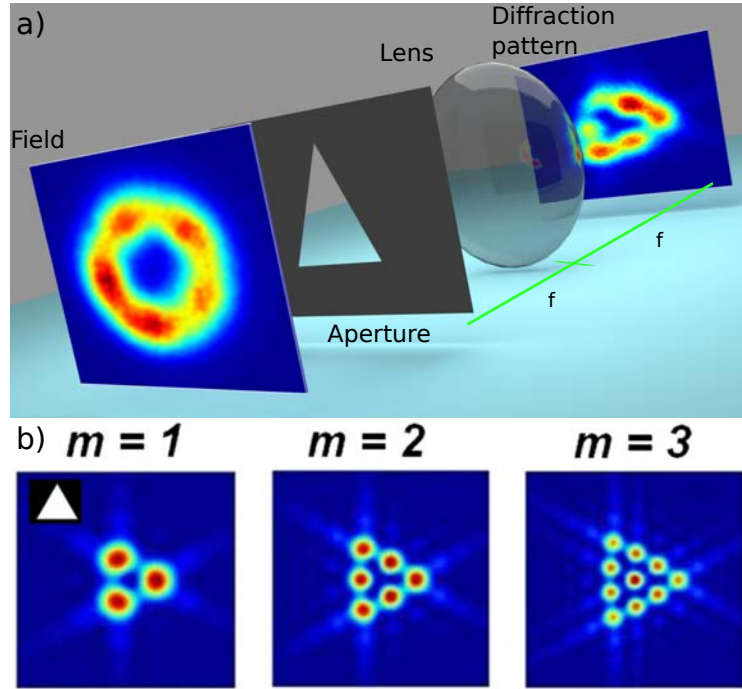 a)
Diffraction
pattern
Lens
Field
f
f
Aperture
b)
m = 1
m = 2
m = 3